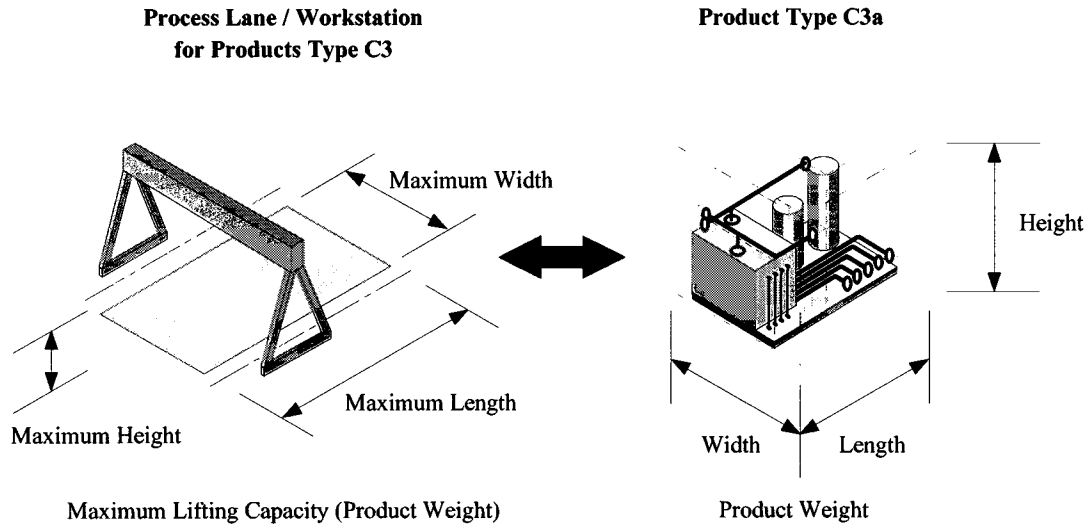 Process Lane / Workstation
for Products Type C3
Product Type C3a
Maximum Width
Height
Maximum Length
Maximum Height
Width
Length
Maximum Lifting Capacity (Product Weight)
Product Weight